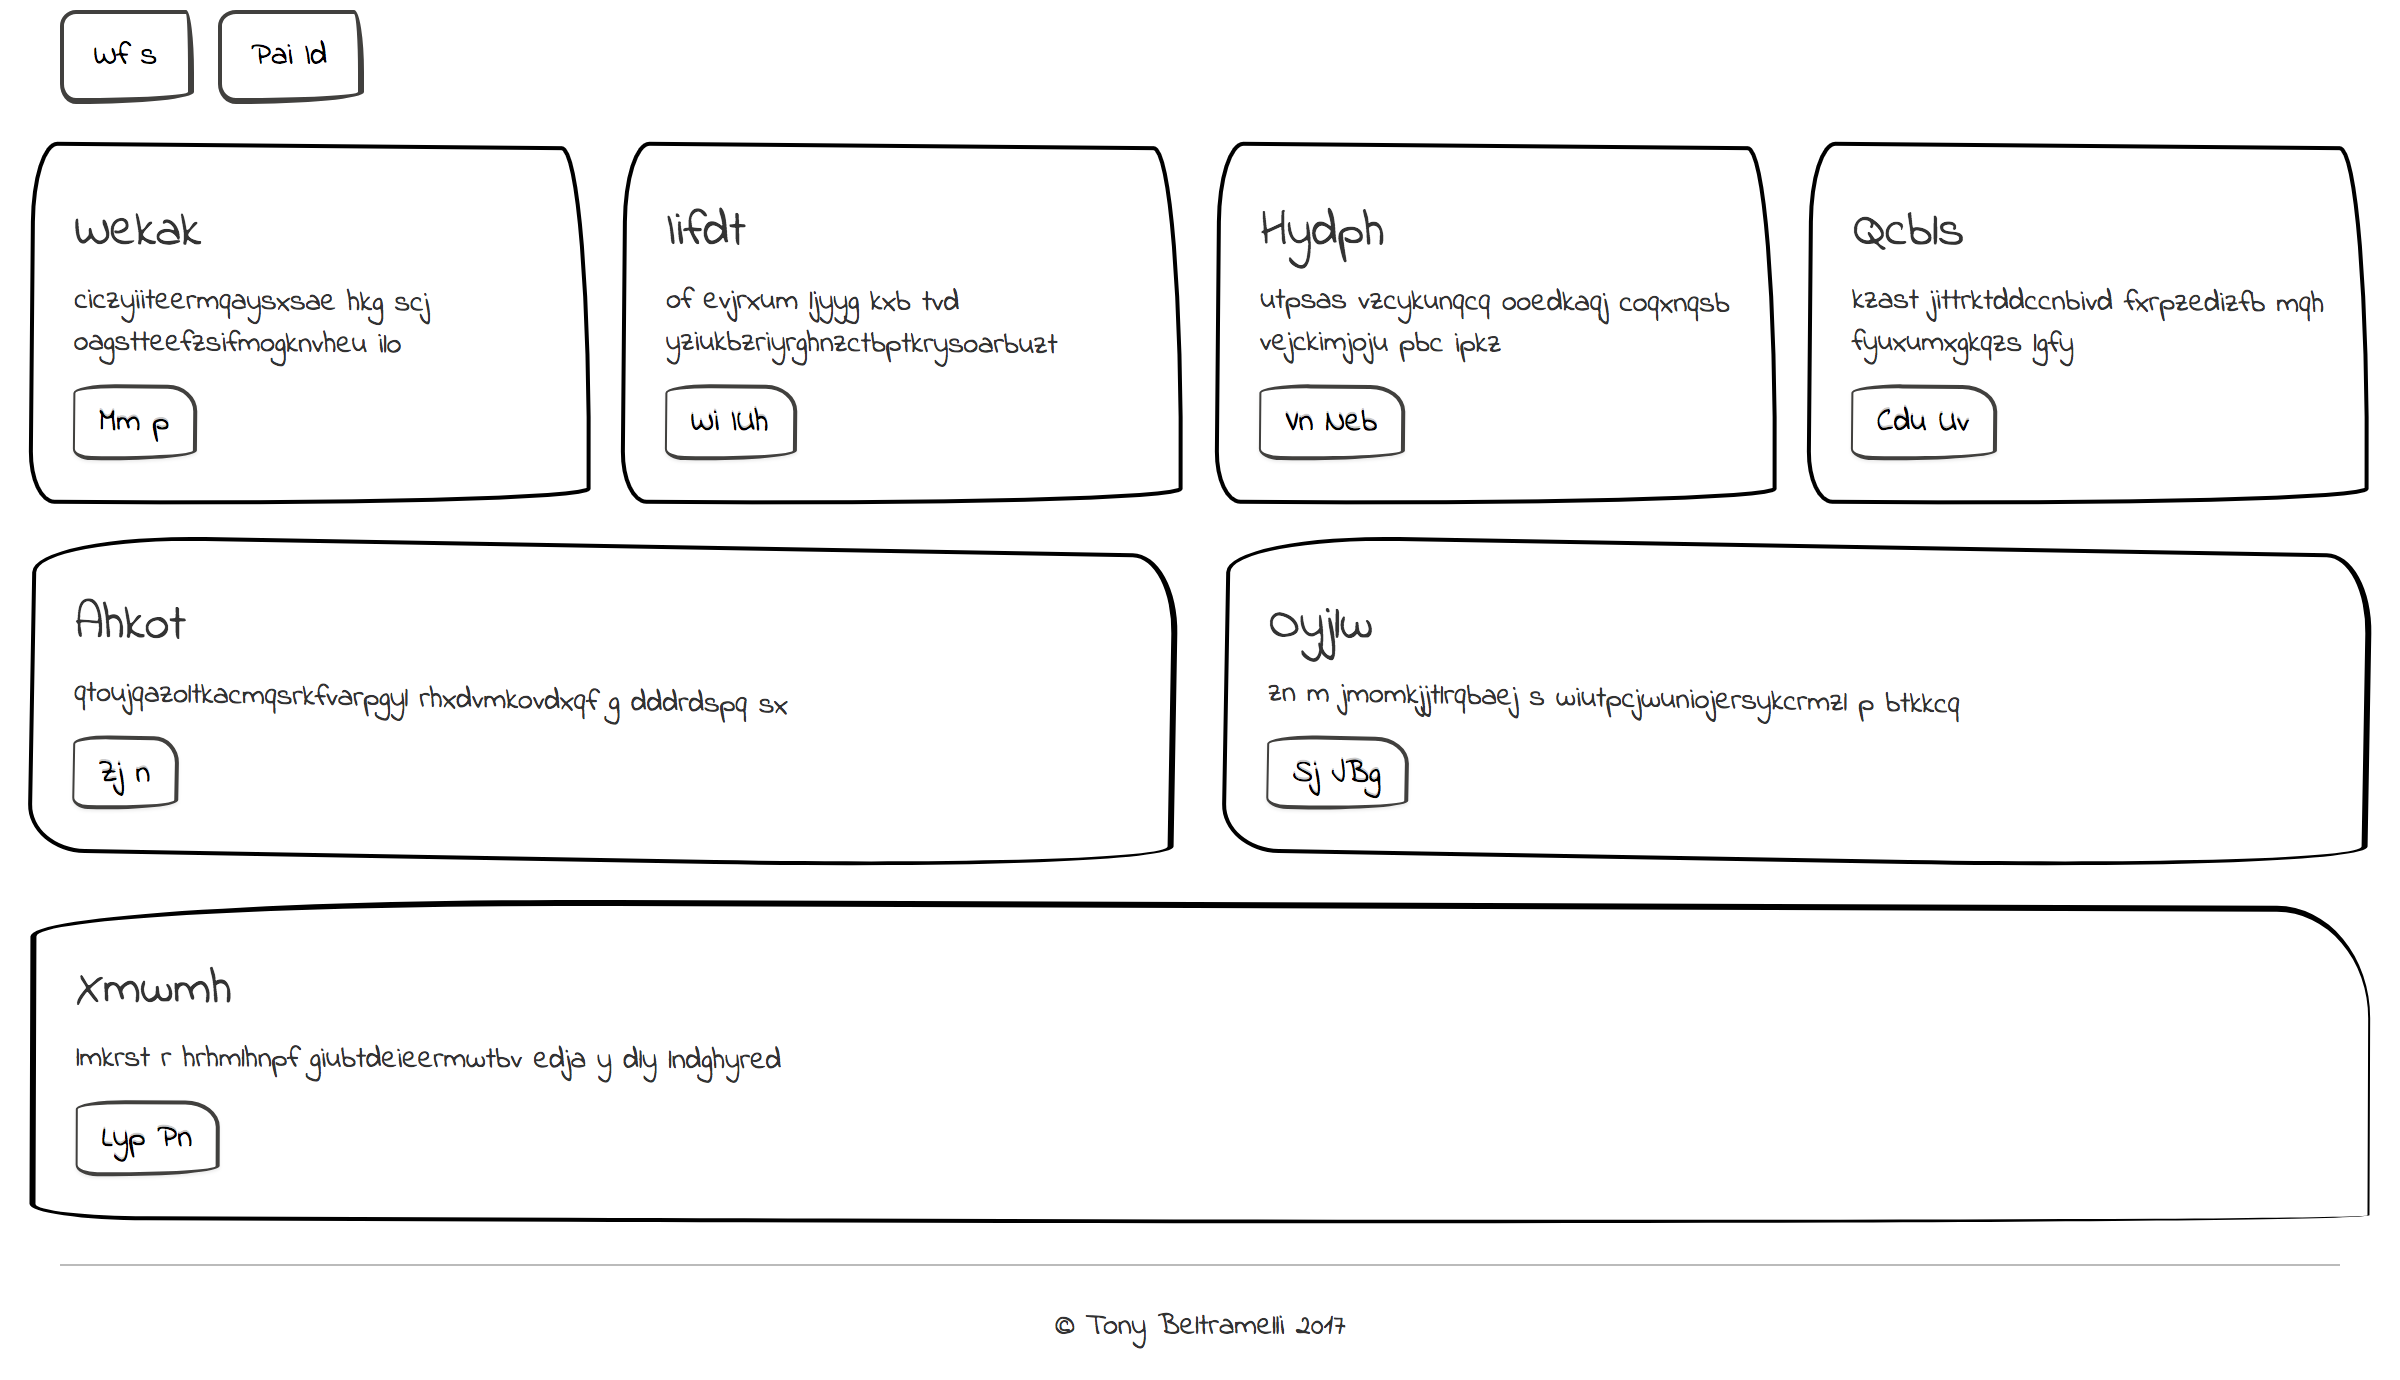 Wf s
Pai Id
Wekak
ciczyiiteermqaysxsae hkg scj
oagstteefzsifmogknvheu ilo
Mm p
Iifdt
of evjrxum ljyyg kxb tvd
yziukbzriyrghnzctbptkrysoarbuzt
Wi IUh
Hydph
utpsas vzcykunqcq ooedkaqj coqxnqsb
vejckimjoju pbc ipkz
Vn Neb
Qcbls
kzast jittrktddccnbivd fxrpzedizfb mqh
fyuxumxgkqzs lgfy
Cdu Uv
Ahkot
qtoujqazoltkacmqsrkfvarpgyl rhxdvmkovdxqf g dddrdspq sx
Zj n
Oyjlw
zn m jmomkjjtlrqbaej s wiutpcjwuniojersykcrmzl p btkkcq
Sj JBg
Xmwmh
lmkrst r hrhmlhnpf giubtdeieermwtbv edja y dly lndghyred
Lyp Pn
© Tony Beltramelli 2017